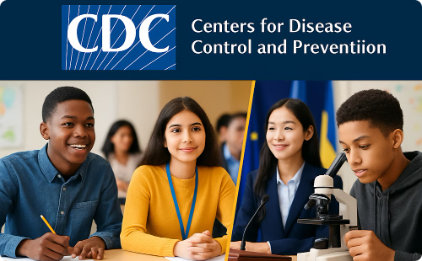 CDC
Centers for Disease
Control and Preventiion